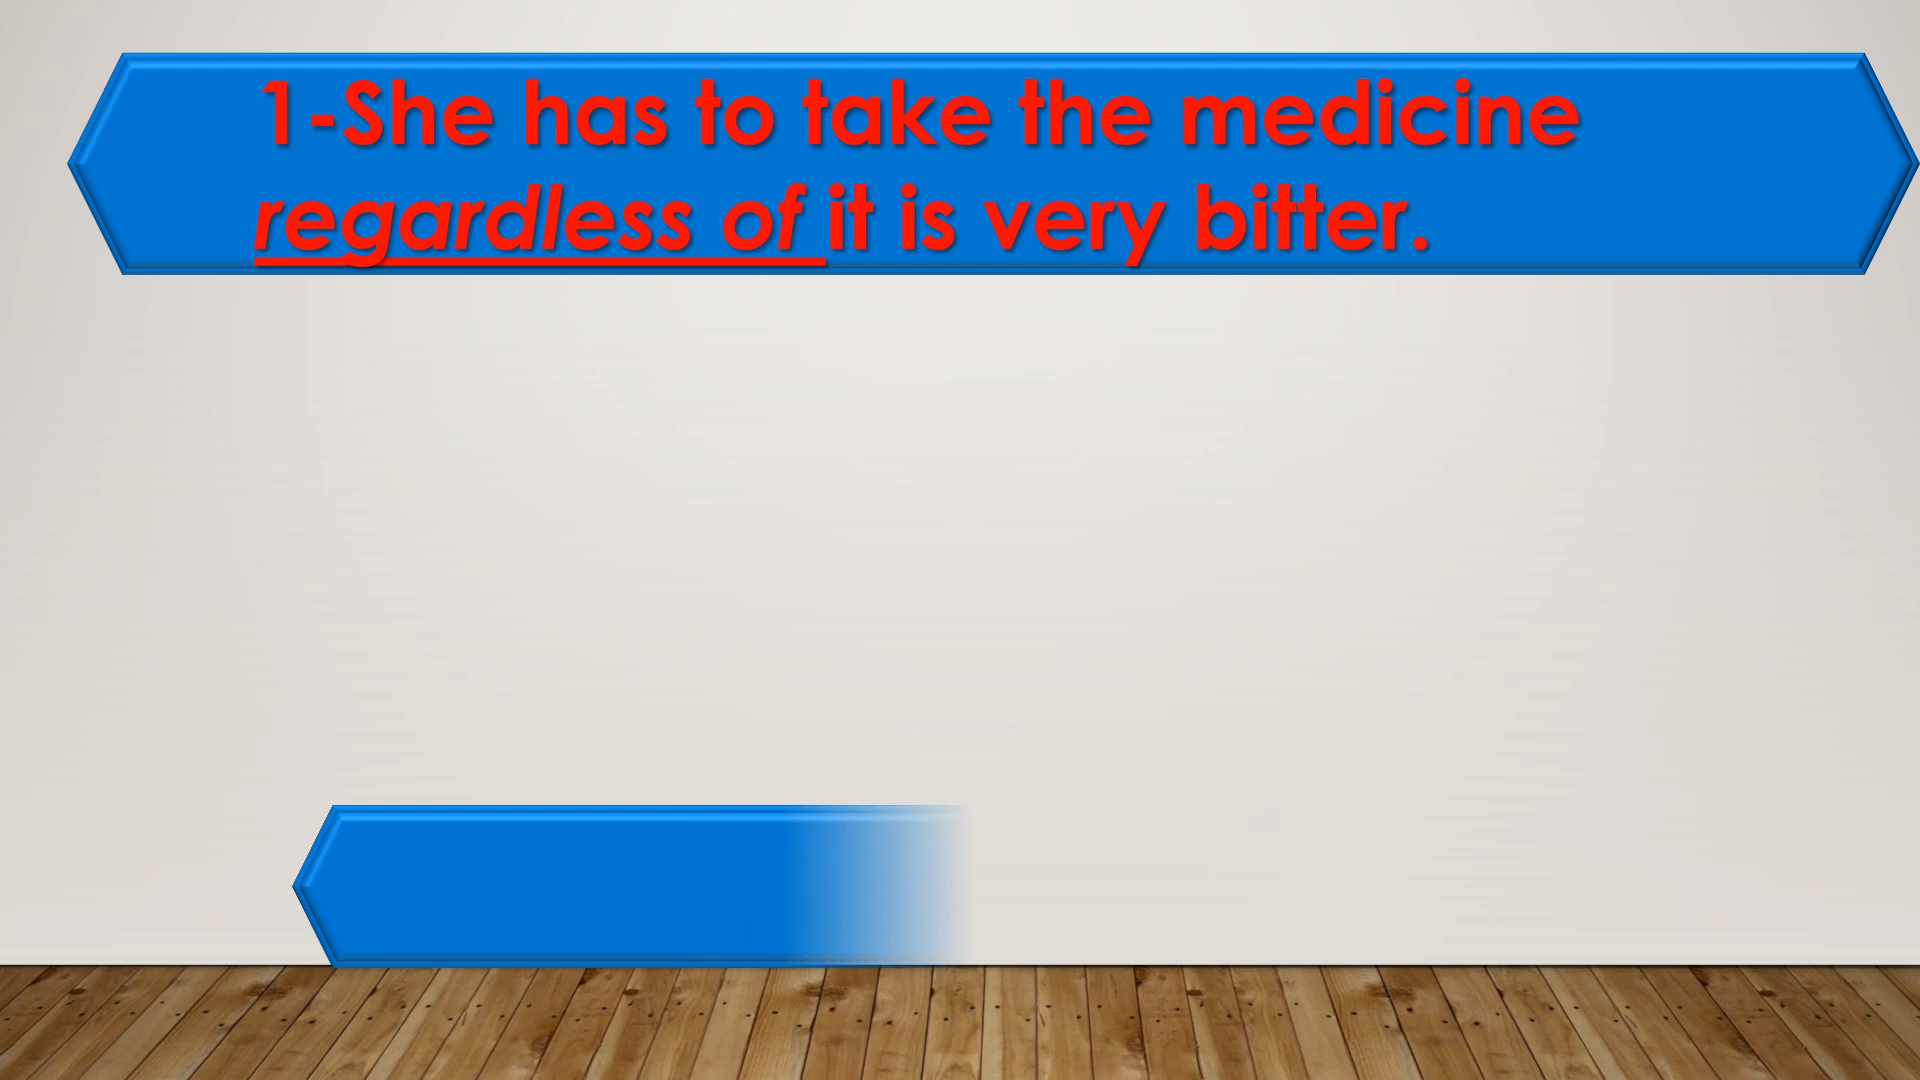 1-She has to take the medicine
regardless of it is very bitter.